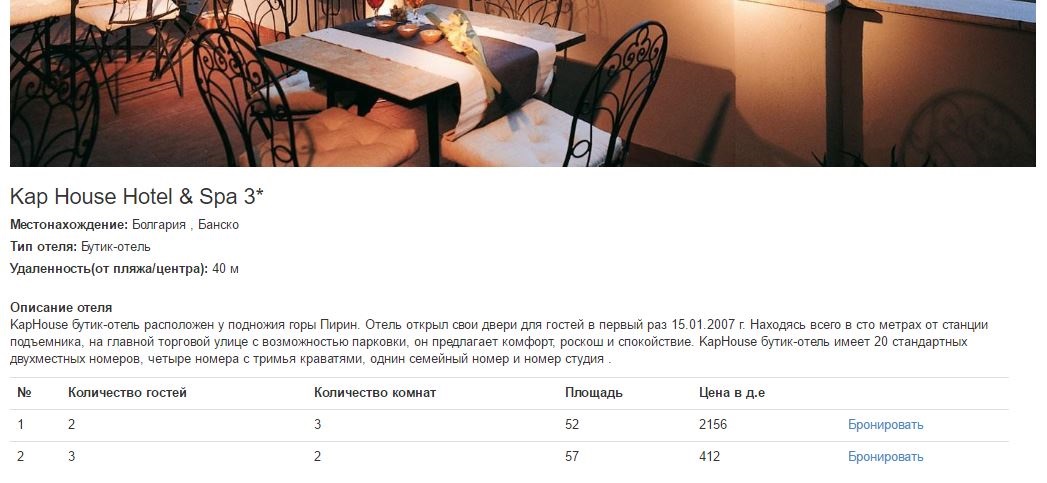 Kap House Hotel & Spa 3*
Местонахождение: Болгария , Банско
Тип отеля: Бутик-отель
Удаленность(от пляжа/центра): 40 м
Описание отеля
KapHouse бутик-отель расположен у подножия горы Пирин. Отель открыл свои двери для гостей в первый раз 15.01.2007 г. Находясь всего в сто метрах от станции
подъемника, на главной торговой улице с возможностью парковки, он предлагает комфорт, роскош и спокойствие. KapHouse бутик-отель имеет 20 стандартных
двухместных номеров, четыре номера с тримья краватями, однин семейный номер и номер студия .
№ Количество гостей Количество комнат Площадь Цена в д.е
1 2 3 52 2156 Бронировать
2 3 2 57 412 Бронировать